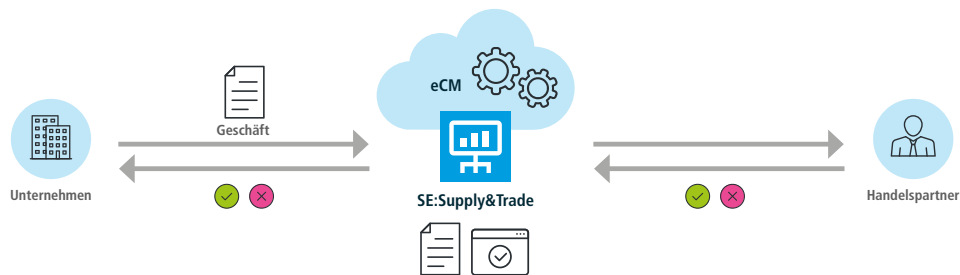 eCM
Geschäft
Unternehmen
SE:Supply&Trade
Handelspartner